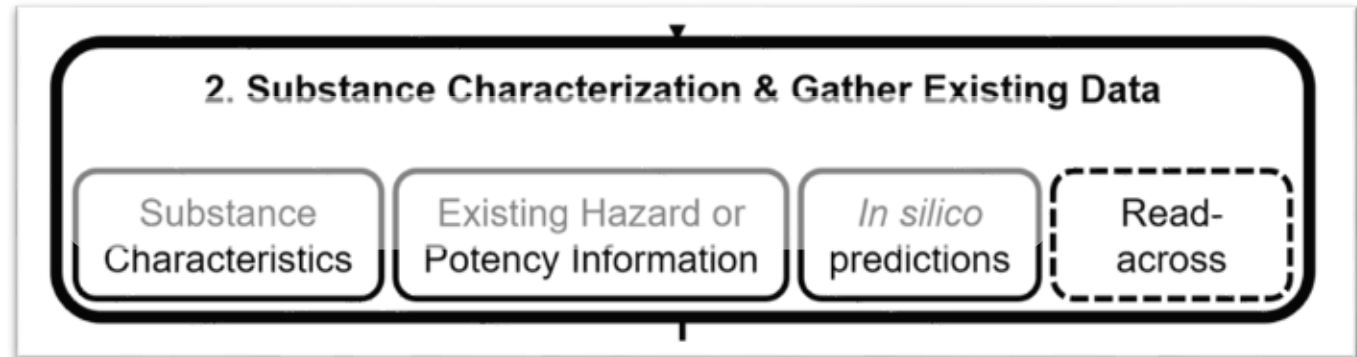 2. Substance Characterization & Gather Existing Data
Substance
Characteristics
Existing Hazard or
Potency Information
In silico
predictions
Read-
across